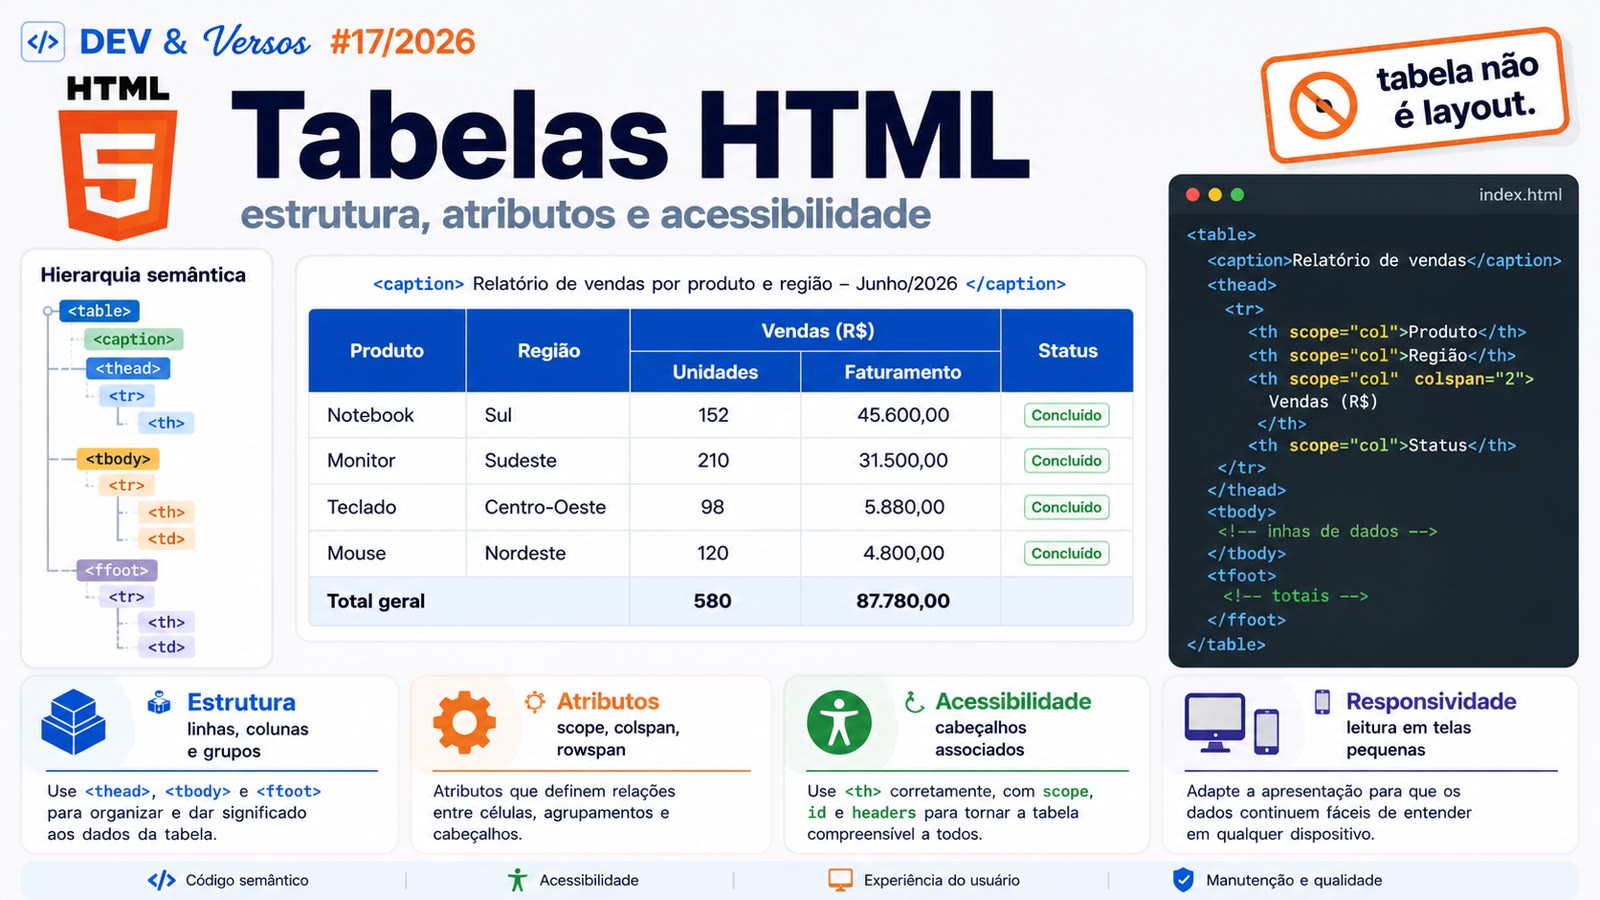 </> DEV & Versos #17/2026
HTML
5
Tabelas HTML
estrutura, atributos e acessibilidade
tabela não
é layout.
Hierarquia semântica
<table>
<caption>
<thead>
<tr>
<th>
<tbody>
<tr>
<th>
<td>
<ffoot>
<tr>
<th>
<td>
<caption> Relatório de vendas por produto e região – Junho/2026 </caption>
Produto Região Vendas (R$) Status
Unidades Faturamento
Notebook Sul 152 45.600,00 Concluído
Monitor Sudeste 210 31.500,00 Concluído
Teclado Centro-Oeste 98 5.880,00 Concluído
Mouse Nordeste 120 4.800,00 Concluído
Total geral 580 87.780,00
index.html
<table>
<caption>Relatório de vendas</caption>
<thead>
<tr>
<th scope="col">Produto</th>
<th scope="col">Região</th>
<th scope="col" colspan="2">
Vendas (R$)
</th>
<th scope="col">Status</th>
</tr>
</thead>
<tbody>
<!-- inhas de dados -->
</tbody>
<tfoot>
<!-- totais -->
</ffoot>
</table>
Estrutura
linhas, colunas
e grupos
Use <thead>, <tbody> e <ffoot>
para organizar e dar significado
aos dados da tabela.
Atributos
scope, colspan,
rowspan
Atributos que definem relações
entre células, agrupamentos e
cabeçalhos.
Acessibilidade
cabeçalhos
associados
Use <th> corretamente, com scope,
id e headers para tornar a tabela
compreensível a todos.
Responsividade
leitura em telas
pequenas
Adapte a apresentação para que os
dados continuem fáceis de entender
em qualquer dispositivo.
</> Código semântico
Acessibilidade
Experiência do usuário
Manutenção e qualidade